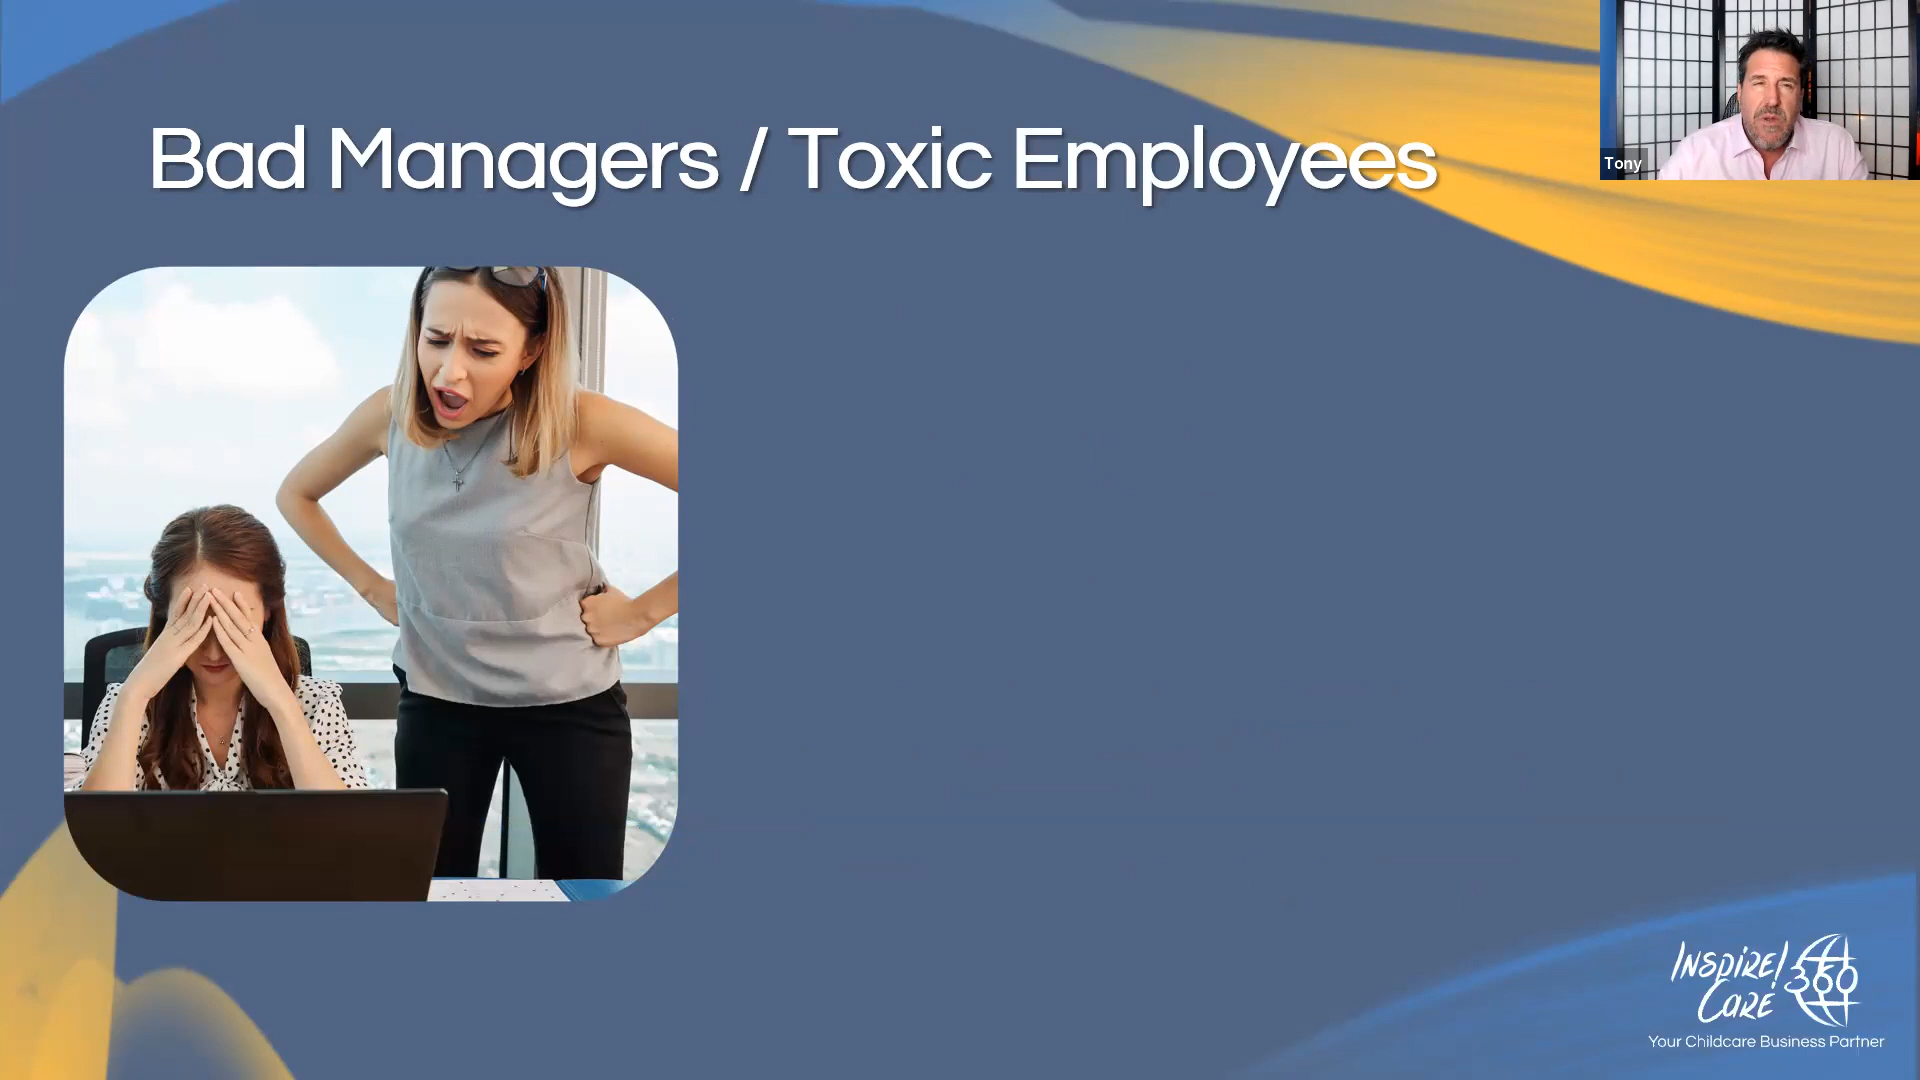 Bad Managers / Toxic Employees
Tony
INSPIRE!
CARE 360
Your Childcare Business Partner